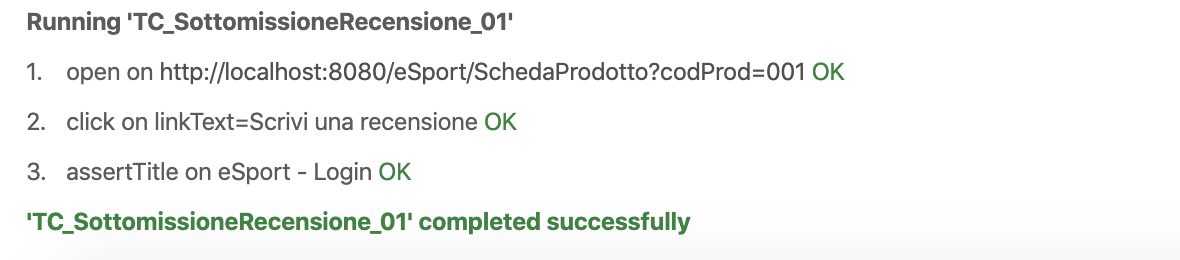 Running 'TC_SottomissioneRecensione_01'
1. open on http://localhost:8080/eSport/SchedaProdotto?codProd=001 OK
2. click on linkText=Scrivi una recensione OK
3. assertTitle on eSport - Login OK
'TC_SottomissioneRecensione_01' completed successfully